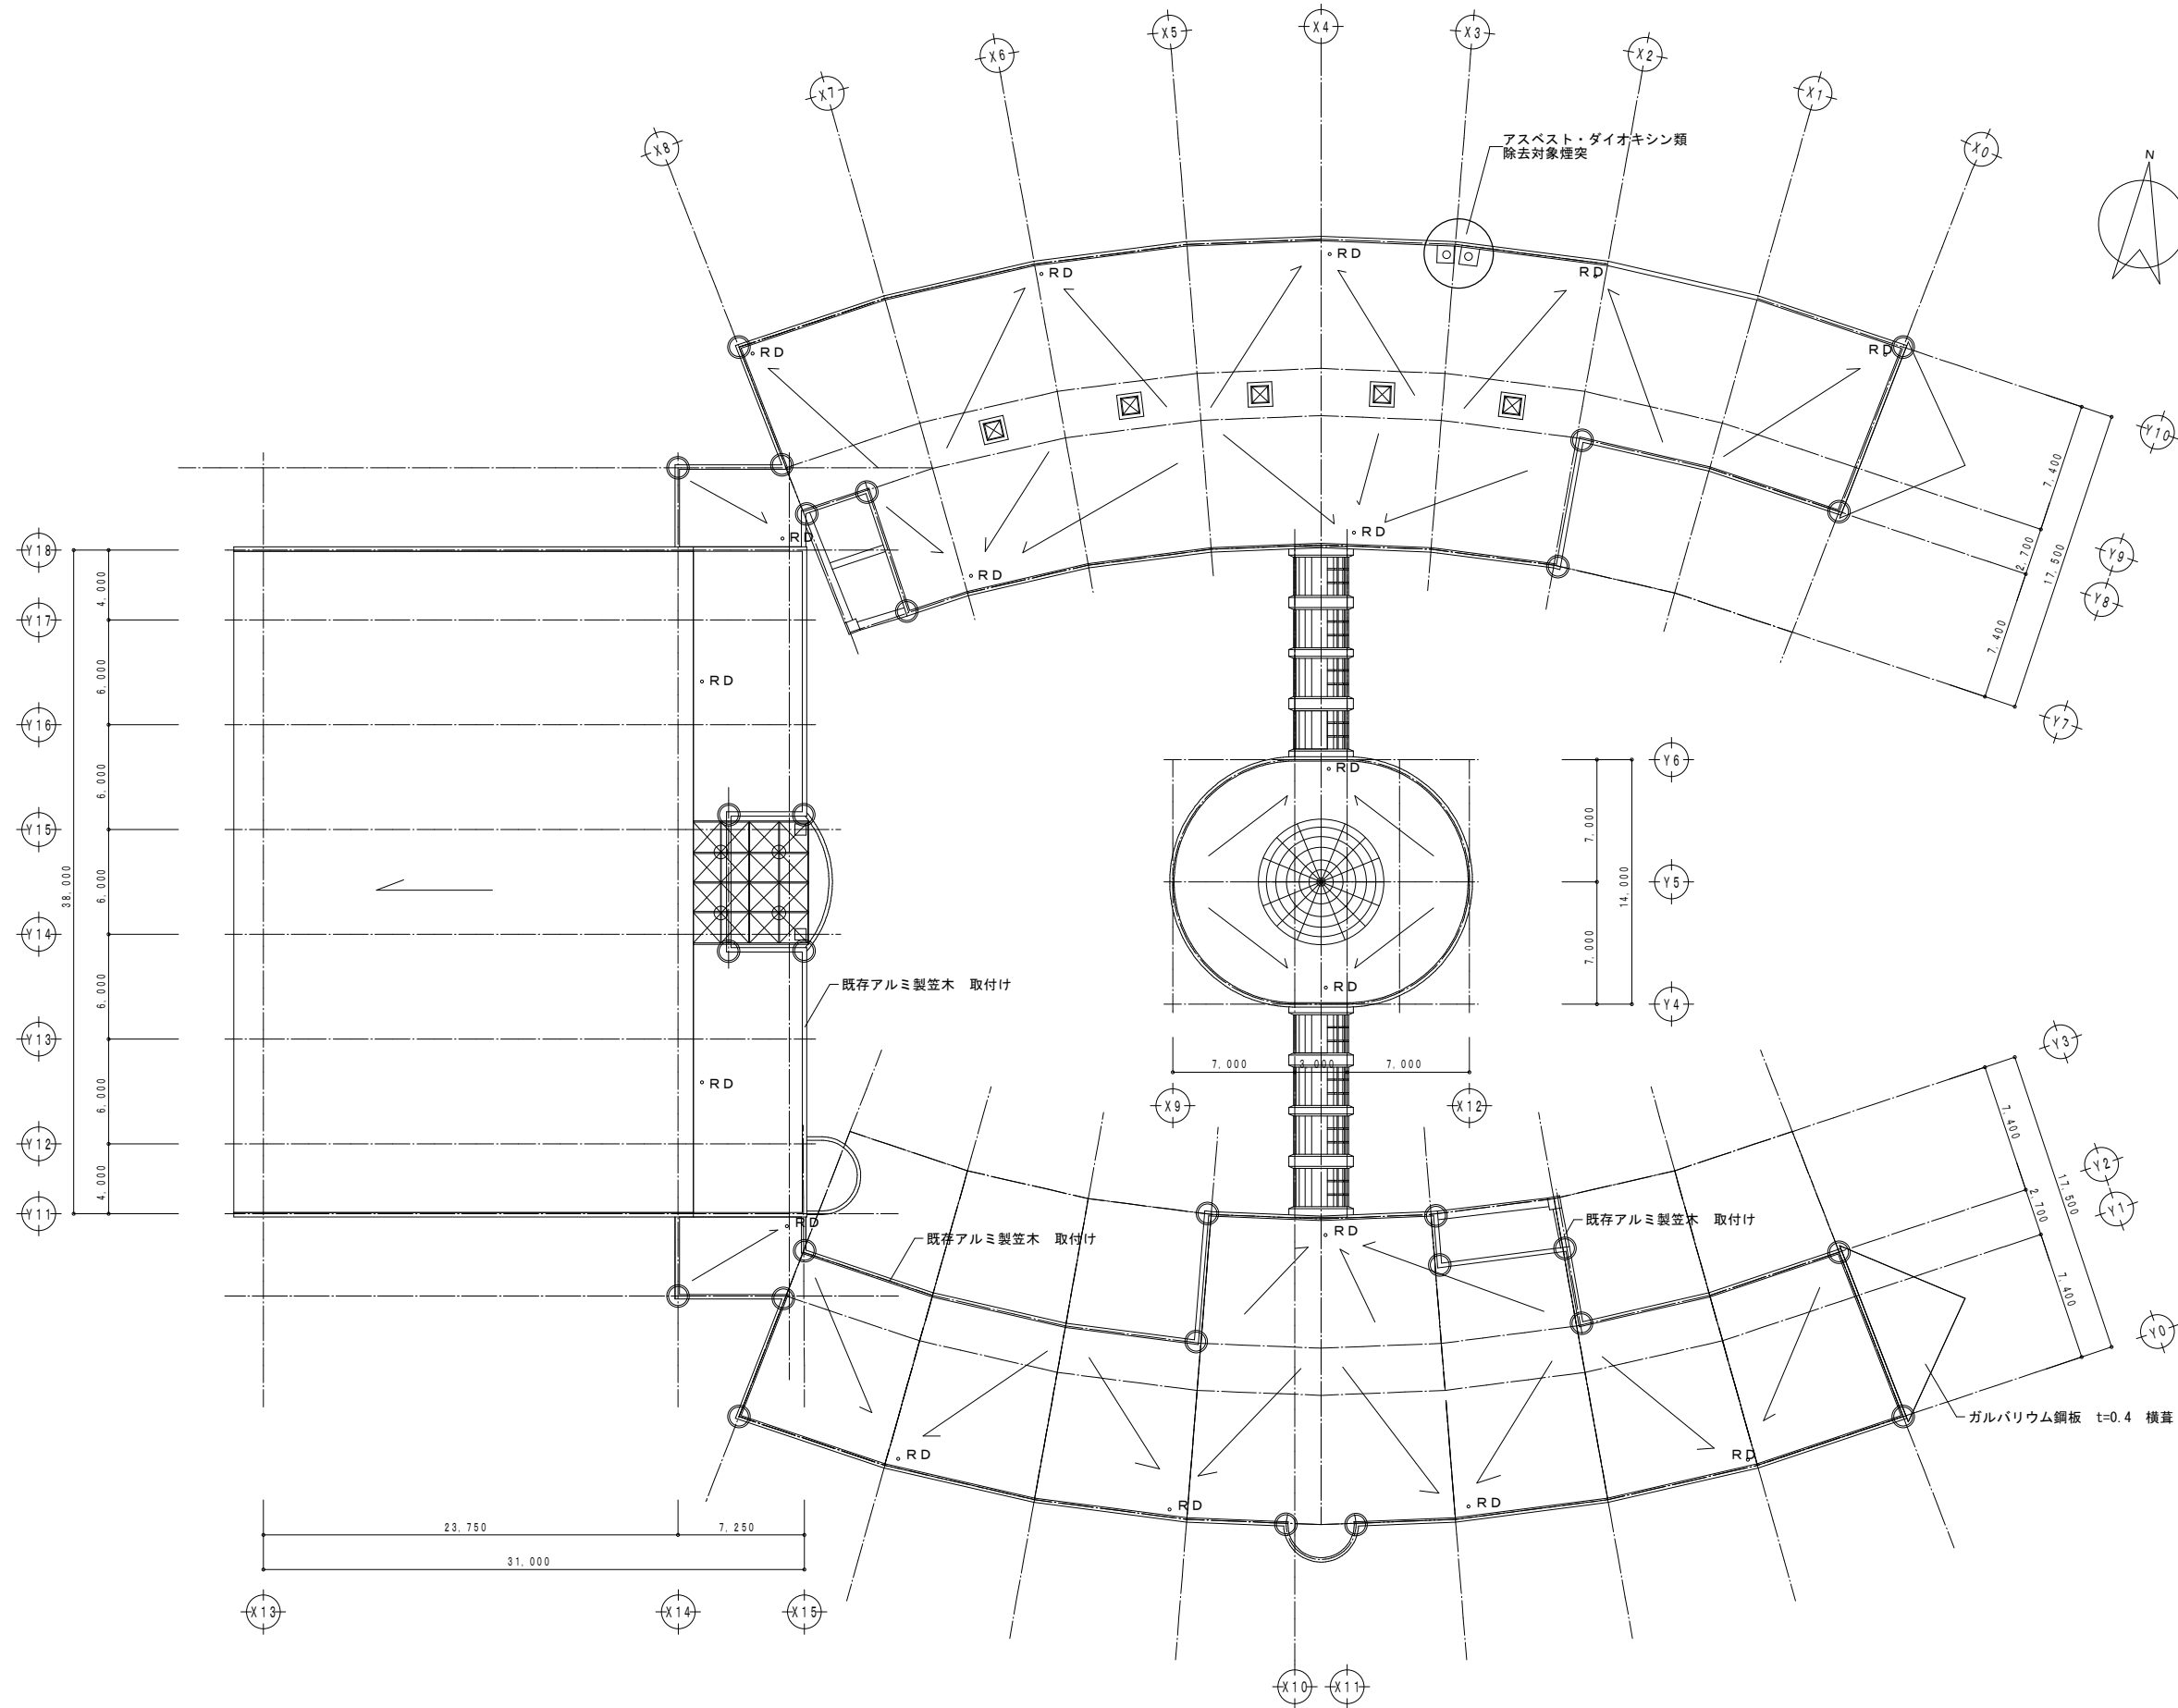 X4
X5
X3
X6
X2
X7
X1
X8
X0
アスベスト・ダイオキシン類
除去対象煙突
N
RD
RD
RD
RD
RD
Y10
7,400
17,500
2,700
7,400
Y9
Y8
Y7
RD
RD
RD
Y18
Y17
Y16
Y15
Y14
Y13
Y12
Y11
4,000
6,000
6,000
6,000
6,000
6,000
4,000
38,000
RD
RD
既存アルミ製笠木 取付け
RD
RD
Y6
Y5
Y4
7,000
7,000
14,000
7,000
3,000
7,000
X9
X12
Y3
Y2
Y1
Y0
7,400
2,700
7,400
17,500
RD
既存アルミ製笠木 取付け
RD
既存アルミ製笠木 取付け
ガルバリウム鋼板 t=0.4 横葺
RD
RD
RD
RD
23,750
7,250
31,000
X13
X14
X15
X10
X11